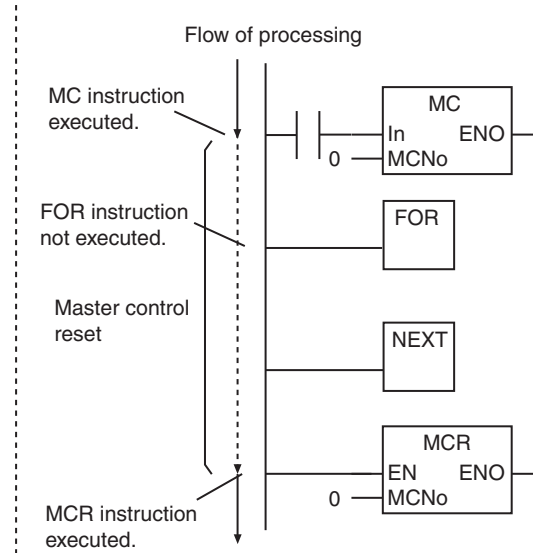 Flow of processing
MC instruction
executed.
MC
In ENO
0 MCNo
FOR instruction
not executed.
FOR
Master control
reset
NEXT
MCR
EN ENO
0 MCNo
MCR instruction
executed.